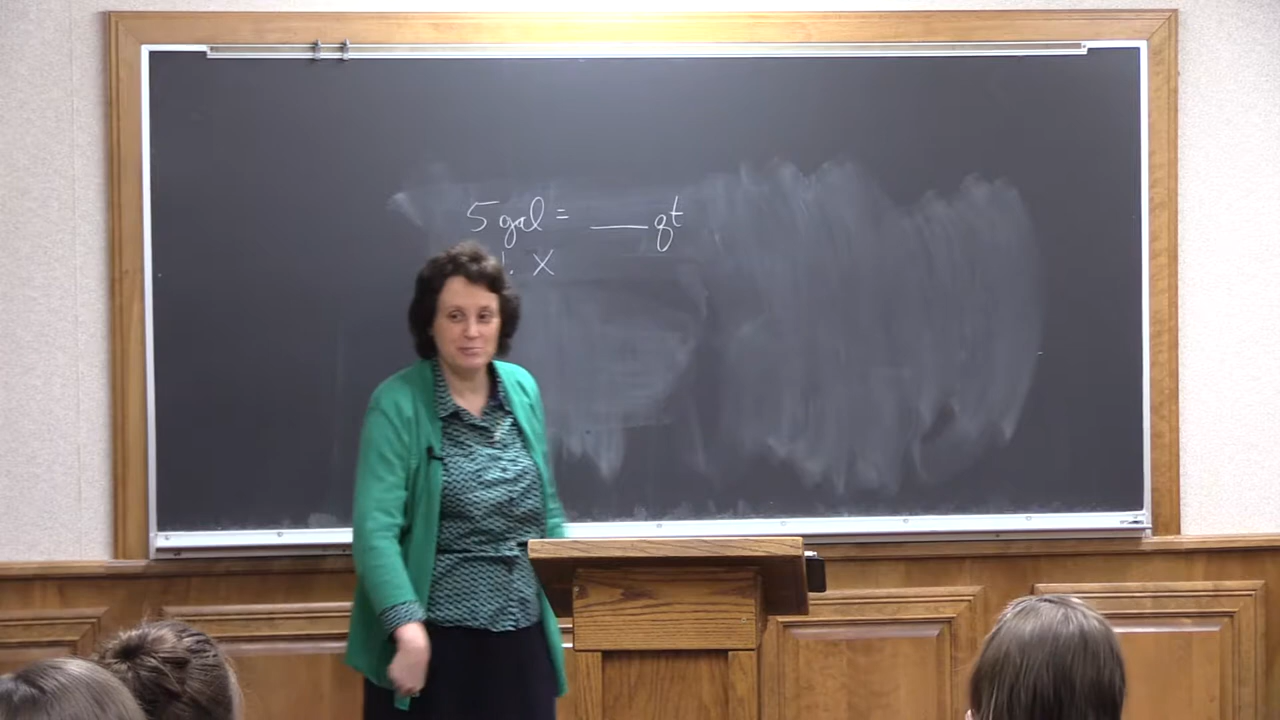 5 gal = ___ qt
. X